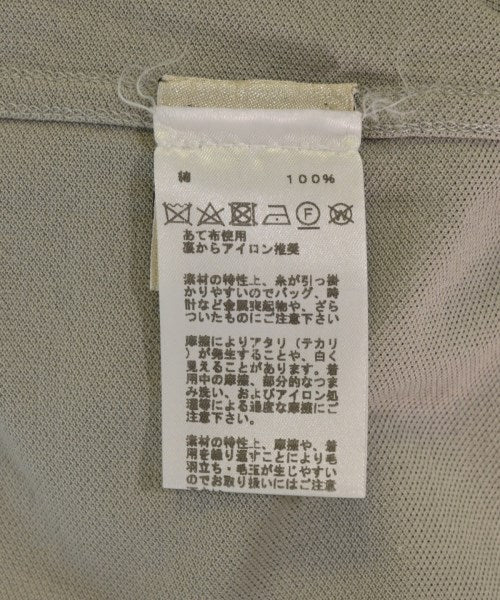 綿 100%
F W
あて布使用
裏からアイロン推奨
素材の特性上、糸が引っ掛
かりやすいのでバッグ、時
計など金属突起物や、ざら
ついたものにご注意下さい
摩擦によりアタリ（テカリ
）が発生することや、白く
見えることがあります。着
用中の摩擦、部分的なつま
み洗い、およびアイロン処
理等による過度な摩擦にご
注意下さい。
素材の特性上、摩擦や、着
用を繰り返すことにより毛
羽立ち・毛玉が生じやすい
のでお取り扱いにはご注意